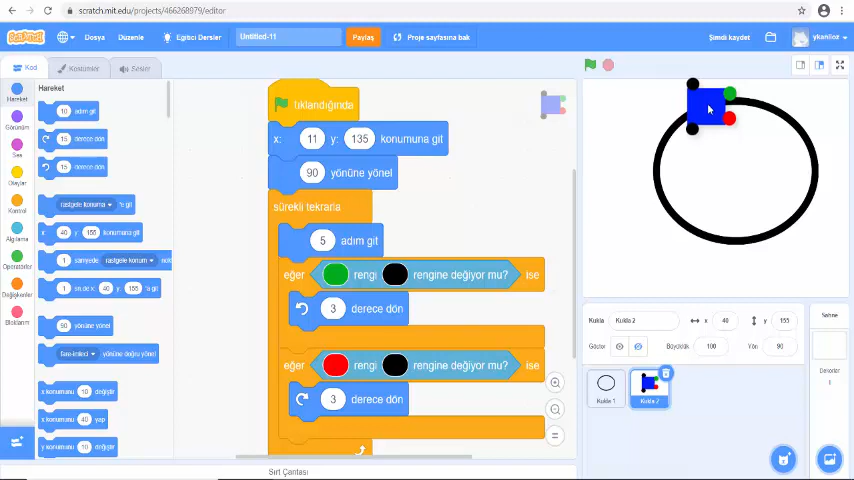 scratch.mit.edu/projects/466268979/editor
SCRATCH Dosya Düzenle Eğitici Dersler Untitled-11 Paylaş Proje sayfasına bak Şimdi kaydet ykaniloz
Kod Kostümler Sesler
Hareket
Görünüm
Ses
Olaylar
Kontrol
Algılama
Operatörler
Değişkenler
Bloklarım
Hareket
10 adım git
15 derece dön
15 derece dön
rastgele konuma 'e git
x: 40 y: 155 konumuna git
1 saniyede rastgele konum
1 sn.de x: 40 y: 155 'a git
90 yönüne yönel
fare-imleci yönüne doğru yönel
x konumunu 10 değiştir
x konumunu 40 yap
y konumunu 10 değiştir
tıklandığında
x: 11 y: 135 konumuna git
90 yönüne yönel
sürekli tekrarla
5 adım git
eğer rengi rengine değiyor mu? ise
3 derece dön
eğer rengi rengine değiyor mu? ise
3 derece dön
Sırt Çantası
Kukla Kukla 2 x 40 y 155
Göster Büyüklük 100 Yön 90
Kukla 1
Kukla 2
Sahne
Dekorlar
1